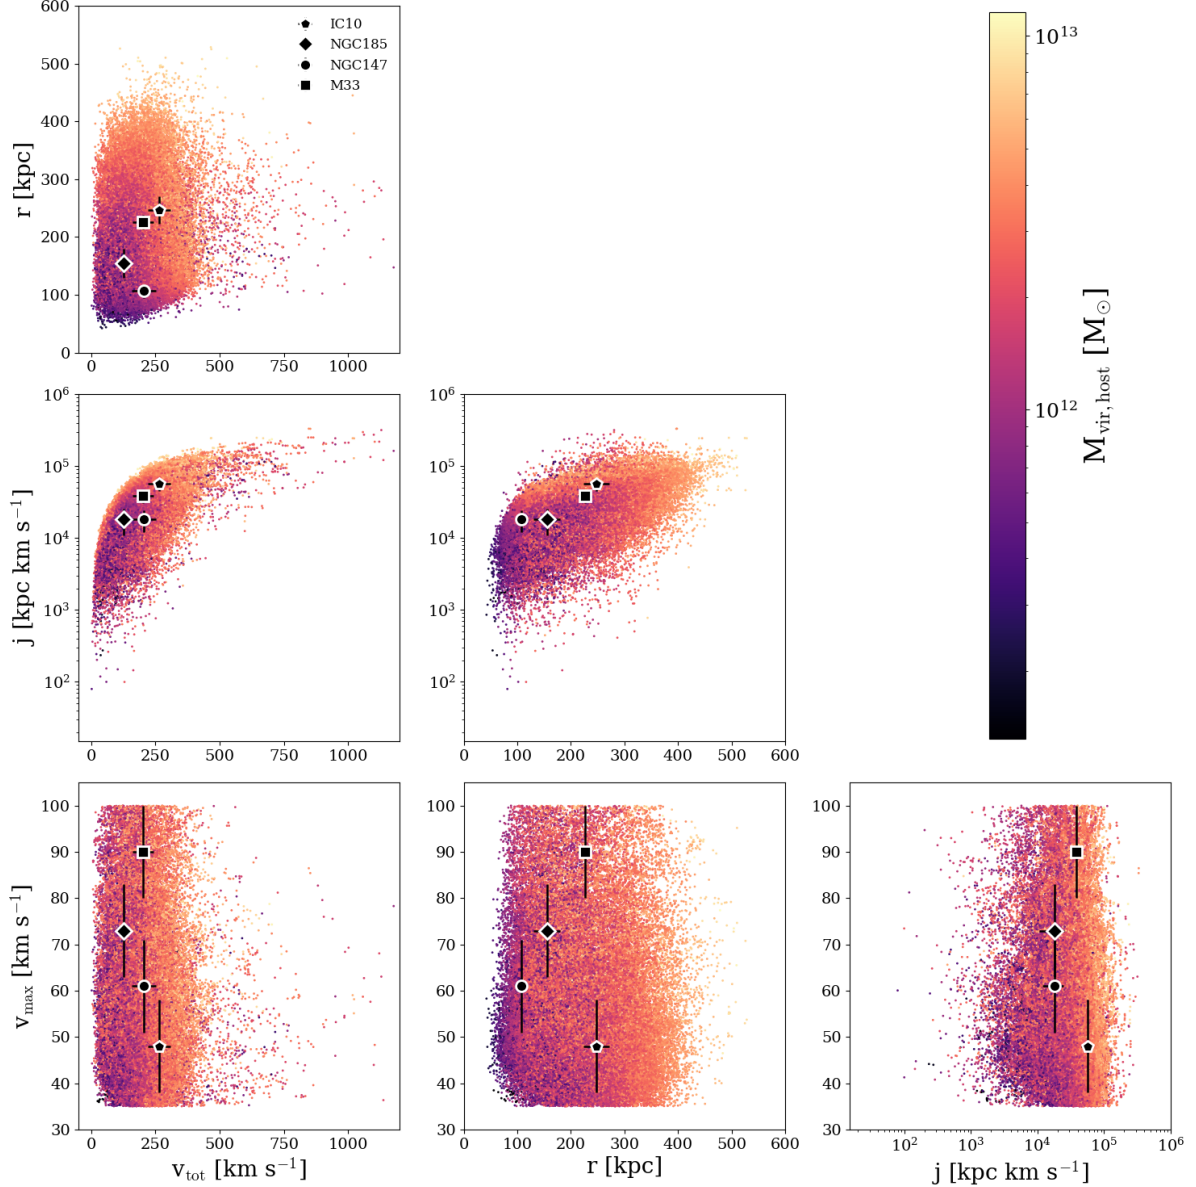 600
500
400
300
200
100
0
r [kpc]
IC10
NGC185
NGC147
M33
0 250 500 750 1000
10^13
10^12
M_vir, host [M_⊙]
10^6
10^5
10^4
10^3
10^2
j [kpc km s^−1]
0 250 500 750 1000
10^6
10^5
10^4
10^3
10^2
0 100 200 300 400 500 600
100
90
80
70
60
50
40
30
v_max [km s^−1]
0 250 500 750 1000
v_tot [km s^−1]
100
90
80
70
60
50
40
30
0 100 200 300 400 500 600
r [kpc]
100
90
80
70
60
50
40
30
10^2 10^3 10^4 10^5 10^6
j [kpc km s^−1]